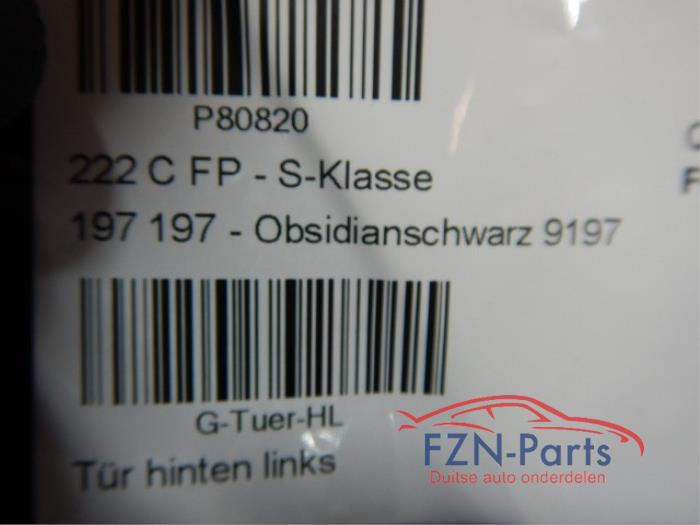 P80820
222 C FP - S-Klasse
197 197 - Obsidianschwarz 9197
G-Tuer-HL
Tür hinten links
FZN-Parts
Duitse auto onderdelen